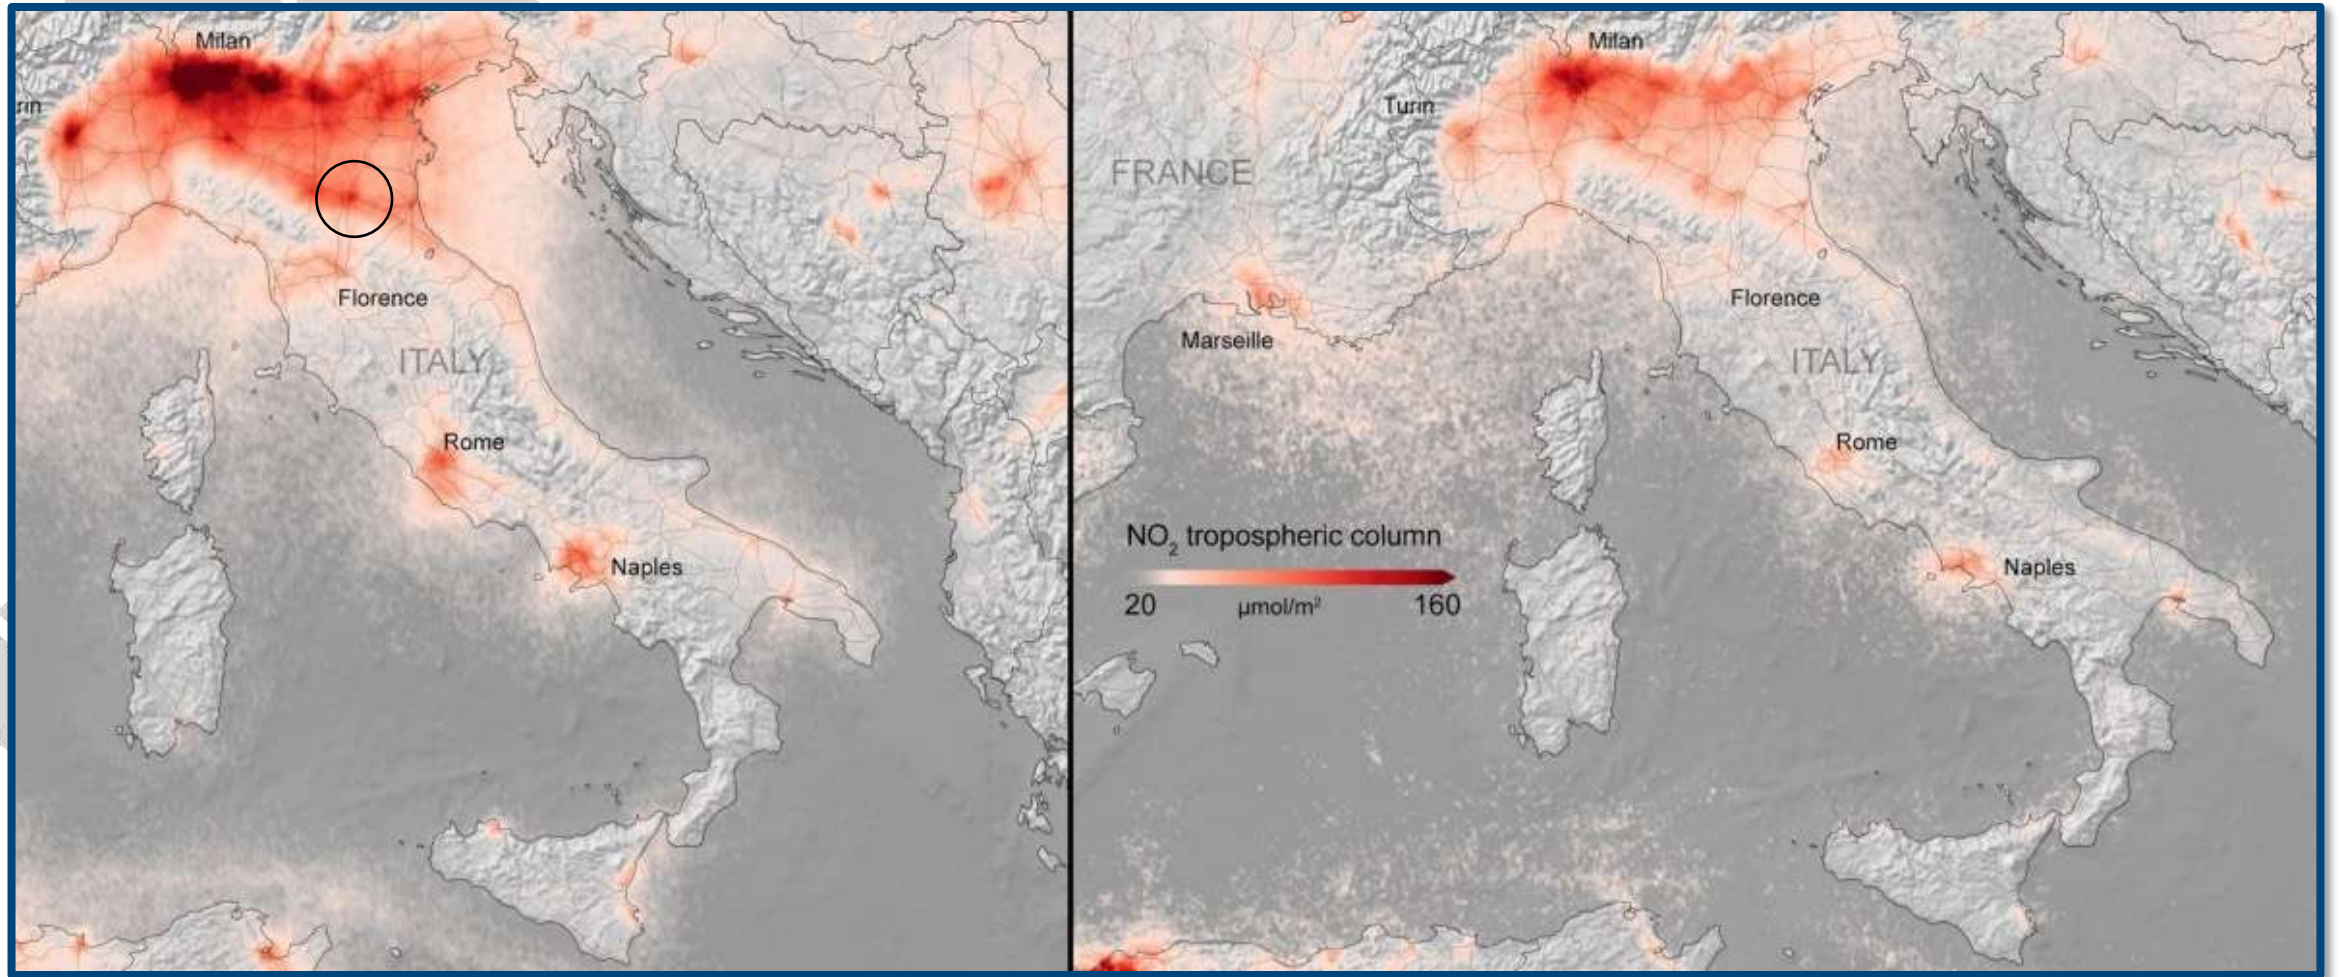 Milan
rin
Florence
ITALY
Rome
Naples
Milan
Turin
FRANCE
Marseille
Florence
ITALY
Rome
Naples
NO₂ tropospheric column
20 µmol/m² 160